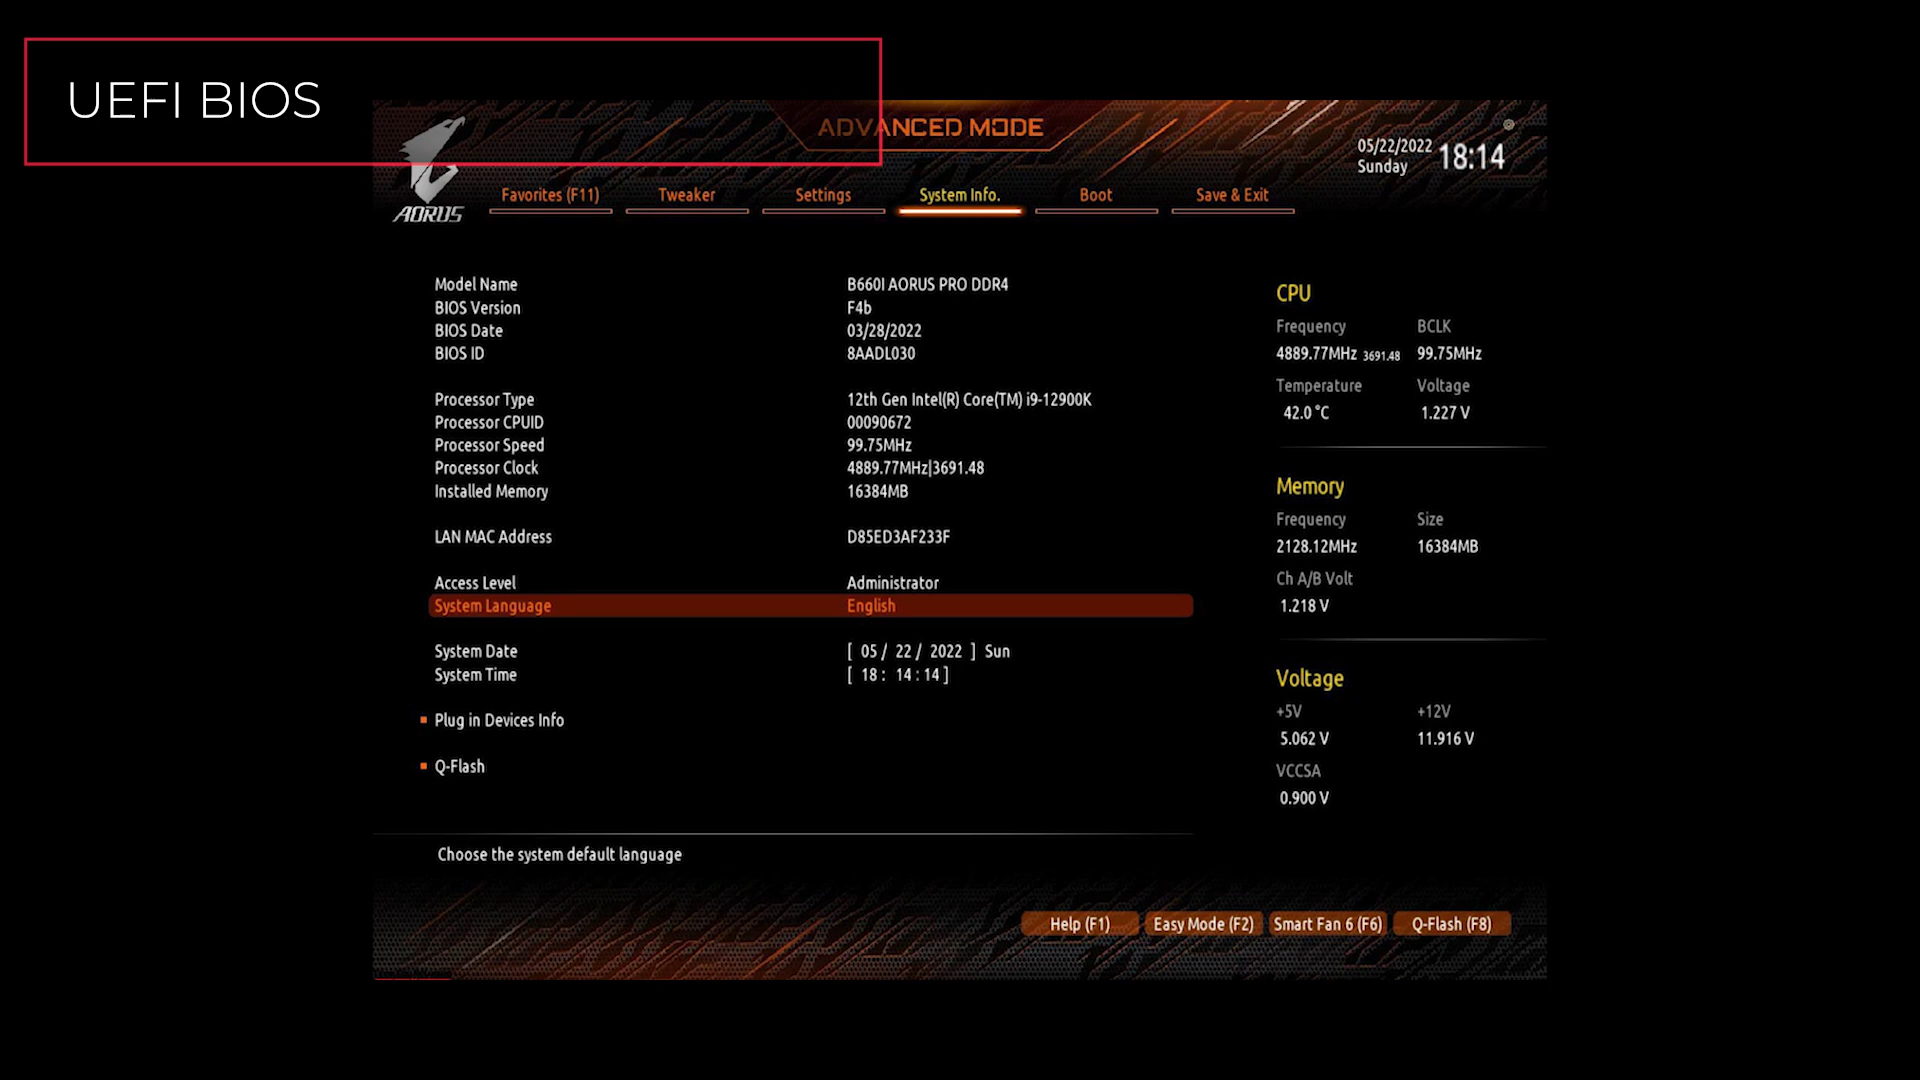 UEFI BIOS
ADVANCED MODE
05/22/2022
Sunday
18:14
AORUS
Favorites (F11) Tweaker Settings System Info. Boot Save & Exit
Model Name B660I AORUS PRO DDR4
BIOS Version F4b
BIOS Date 03/28/2022
BIOS ID 8AADL030
Processor Type 12th Gen Intel(R) Core(TM) i9-12900K
Processor CPUID 00090672
Processor Speed 99.75MHz
Processor Clock 4889.77MHz|3691.48
Installed Memory 16384MB
LAN MAC Address D85ED3AF233F
Access Level Administrator
System Language English
System Date [ 05 / 22 / 2022 ] Sun
System Time [ 18 : 14 : 14 ]
Plug in Devices Info
Q-Flash
CPU
Frequency BCLK
4889.77MHz 3691.48 99.75MHz
Temperature Voltage
42.0 °C 1.227 V
Memory
Frequency Size
2128.12MHz 16384MB
Ch A/B Volt
1.218 V
Voltage
+5V +12V
5.062 V 11.916 V
VCCSA
0.900 V
Choose the system default language
Help (F1) Easy Mode (F2) Smart Fan 6 (F6) Q-Flash (F8)